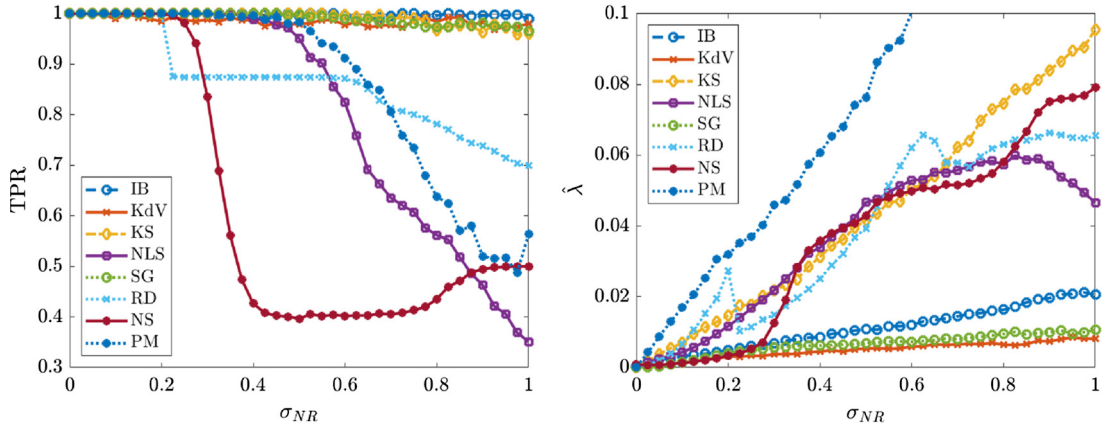 TPR
1
0.9
0.8
0.7
0.6
0.5
0.4
0.3
IB
KdV
KS
NLS
SG
RD
NS
PM
0 0.2 0.4 0.6 0.8 1
σ_NR
λ̂
0.1
0.08
0.06
0.04
0.02
0
IB
KdV
KS
NLS
SG
RD
NS
PM
0 0.2 0.4 0.6 0.8 1
σ_NR